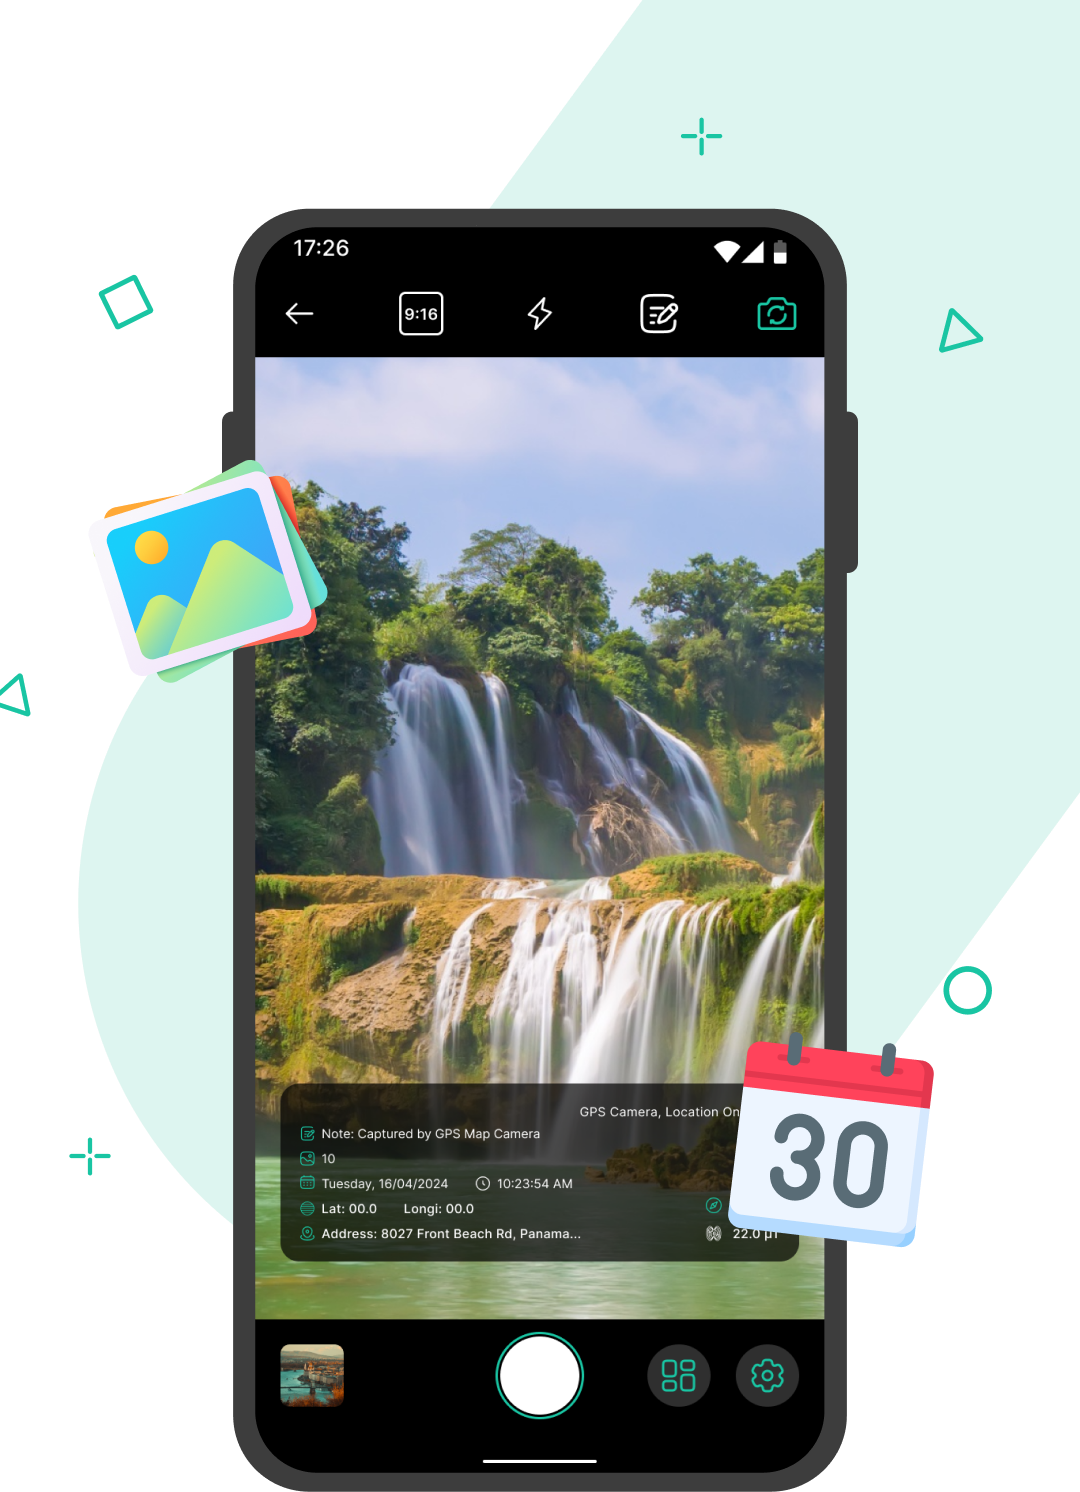 17:26
9:16
GPS Camera, Location On
Note: Captured by GPS Map Camera
10
Tuesday, 16/04/2024 10:23:54 AM
Lat: 00.0 Longi: 00.0
Address: 8027 Front Beach Rd, Panama... 22.0 µT
30